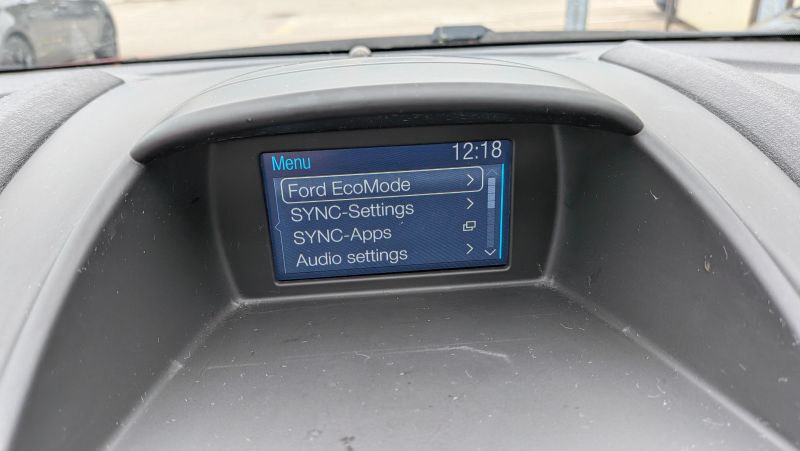 Menu 12:18
Ford EcoMode
SYNC-Settings
SYNC-Apps
Audio settings